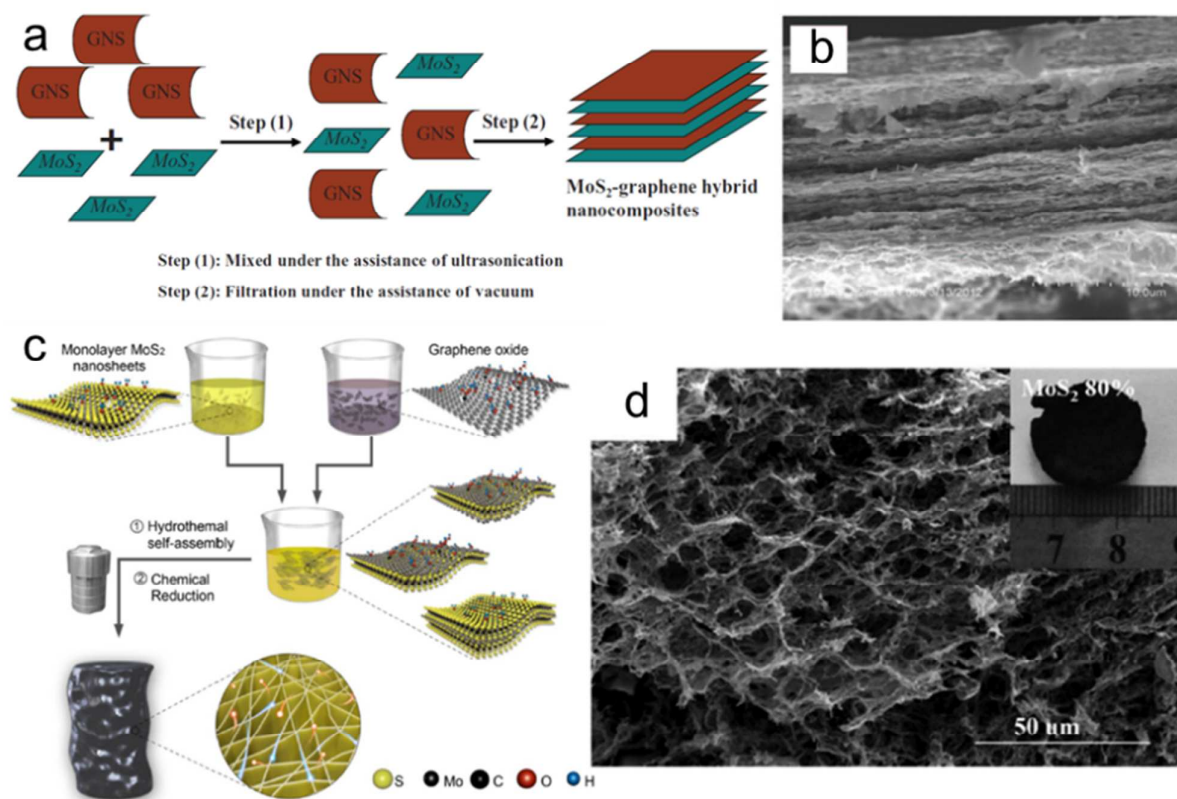 a
GNS
GNS
GNS
+
MoS₂
MoS₂
MoS₂
Step (1)
GNS
MoS₂
MoS₂
GNS
GNS
MoS₂
Step (2)
MoS₂-graphene hybrid
nanocomposites
Step (1): Mixed under the assistance of ultrasonication
Step (2): Filtration under the assistance of vacuum
b
10.0um
c
Monolayer MoS₂
nanosheets
Graphene oxide
① Hydrothemal
self-assembly
② Chemical
Reduction
S Mo C O H
d
MoS₂ 80%
7 8 9
50 um